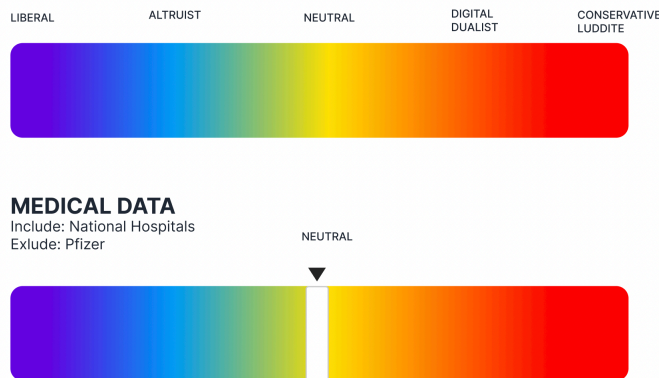 LIBERAL
ALTRUIST
NEUTRAL
DIGITAL
DUALIST
CONSERVATIVE
LUDDITE
MEDICAL DATA
Include: National Hospitals
Exlude: Pfizer
NEUTRAL